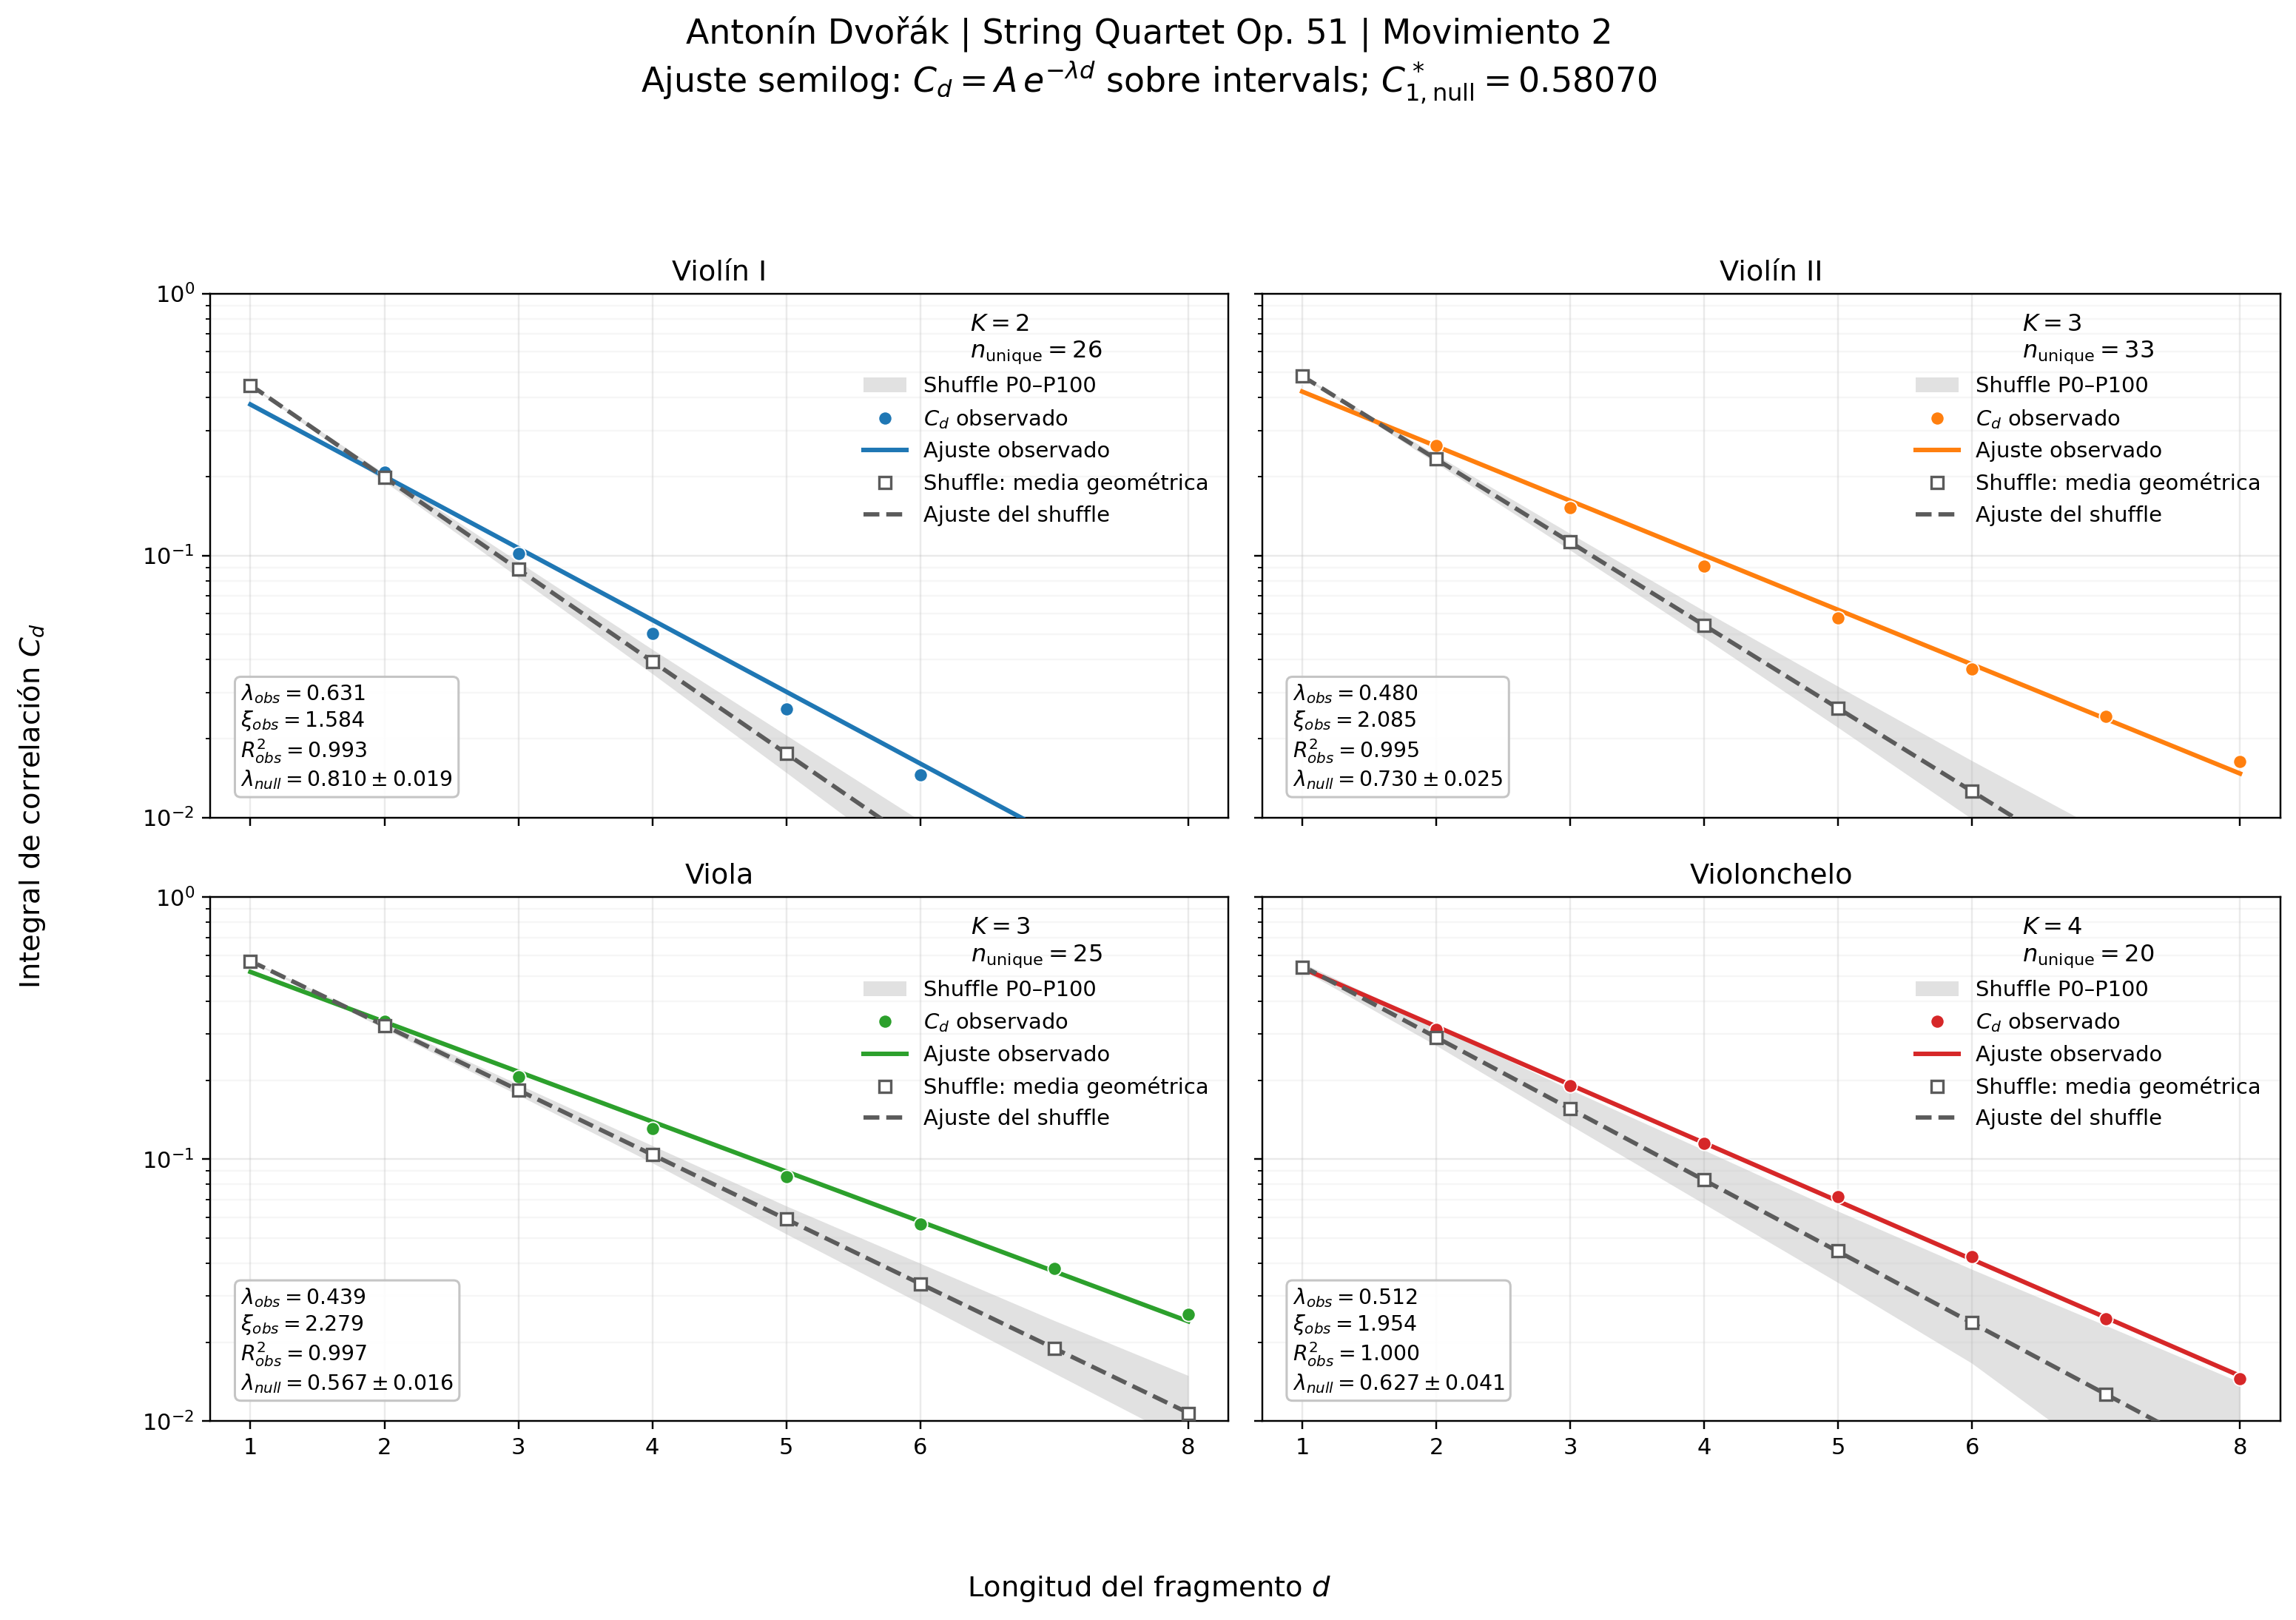 Antonín Dvořák | String Quartet Op. 51 | Movimiento 2
Ajuste semilog: C_d = A e^{−λd} sobre intervals; C^*_{1,null} = 0.58070
Integral de correlación C_d
Violín I
10^0
10^{−1}
10^{−2}
K = 2
n_unique = 26
Shuffle P0–P100
C_d observado
Ajuste observado
Shuffle: media geométrica
Ajuste del shuffle
λ_obs = 0.631
ξ_obs = 1.584
R^2_obs = 0.993
λ_null = 0.810 ± 0.019
Violín II
K = 3
n_unique = 33
Shuffle P0–P100
C_d observado
Ajuste observado
Shuffle: media geométrica
Ajuste del shuffle
λ_obs = 0.480
ξ_obs = 2.085
R^2_obs = 0.995
λ_null = 0.730 ± 0.025
Viola
10^0
10^{−1}
10^{−2}
K = 3
n_unique = 25
Shuffle P0–P100
C_d observado
Ajuste observado
Shuffle: media geométrica
Ajuste del shuffle
λ_obs = 0.439
ξ_obs = 2.279
R^2_obs = 0.997
λ_null = 0.567 ± 0.016
1 2 3 4 5 6 8
Violonchelo
K = 4
n_unique = 20
Shuffle P0–P100
C_d observado
Ajuste observado
Shuffle: media geométrica
Ajuste del shuffle
λ_obs = 0.512
ξ_obs = 1.954
R^2_obs = 1.000
λ_null = 0.627 ± 0.041
1 2 3 4 5 6 8
Longitud del fragmento d